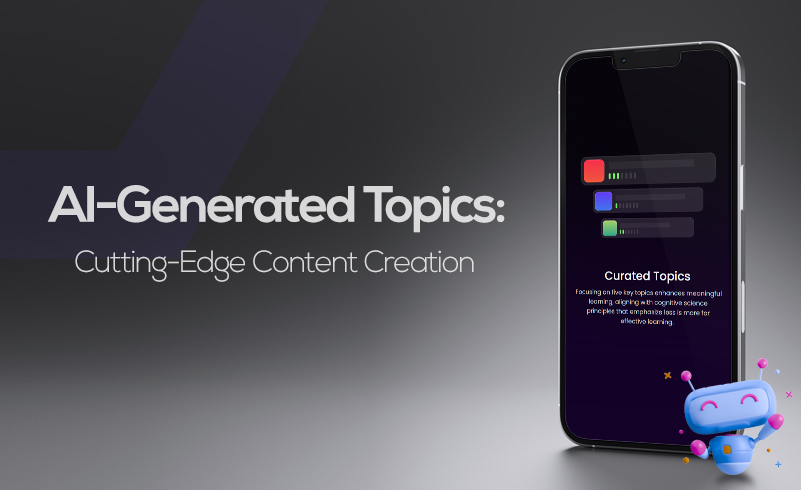 AI-Generated Topics:
Cutting-Edge Content Creation
Curated Topics
Focusing on five key topics enhances meaningful
learning, aligning with cognitive science
principles that emphasize less is more for
effective learning.